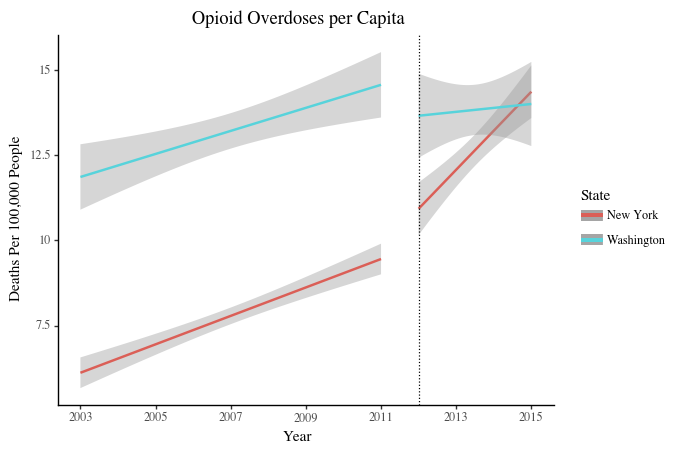 Opioid Overdoses per Capita
Deaths Per 100,000 People
15
12.5
10
7.5
2003 2005 2007 2009 2011 2013 2015
Year
State
New York
Washington